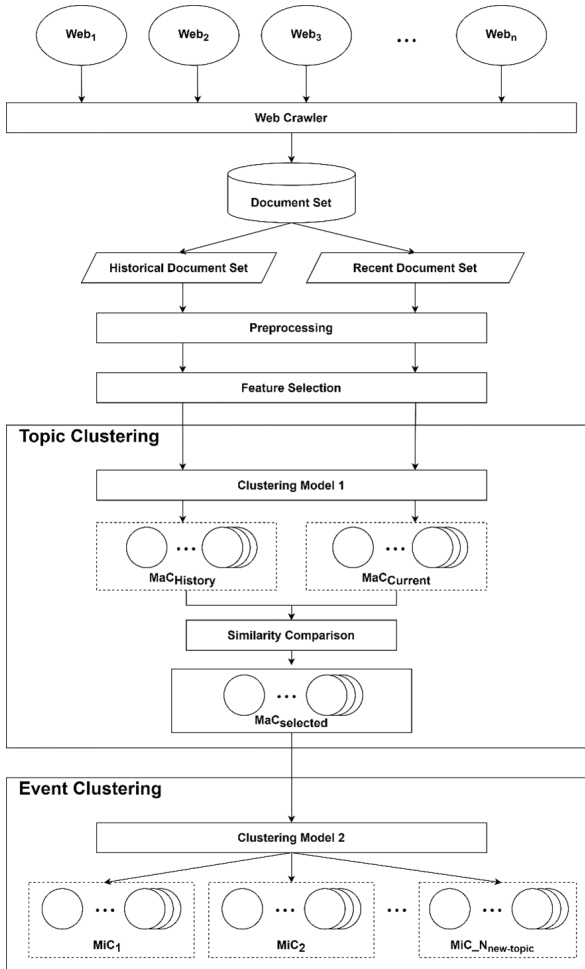 Web1 Web2 Web3 ... Webn
Web Crawler
Document Set
Historical Document Set Recent Document Set
Preprocessing
Feature Selection
Topic Clustering
Clustering Model 1
... ...
MaCHistory MaCCurrent
Similarity Comparison
...
MaCselected
Event Clustering
Clustering Model 2
... ... ... ...
MiC1 MiC2 MiC_Nnew-topic